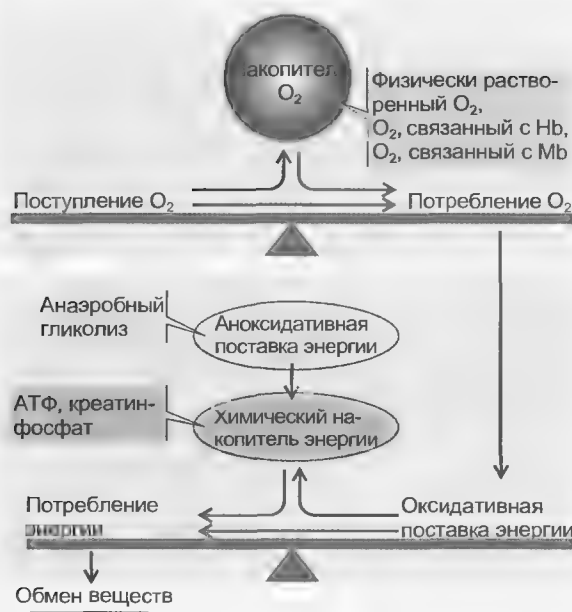 накопитель
O₂
Физически раство-
ренный O₂,
O₂, связанный с Hb,
O₂, связанный с Mb
Поступление O₂
Потребление O₂
Анаэробный
гликолиз
Аноксидативная
поставка энергии
АТФ, креатин-
фосфат
Химический на-
копитель энергии
Потребление
энергии
Оксидативная
поставка энергии
Обмен веществ